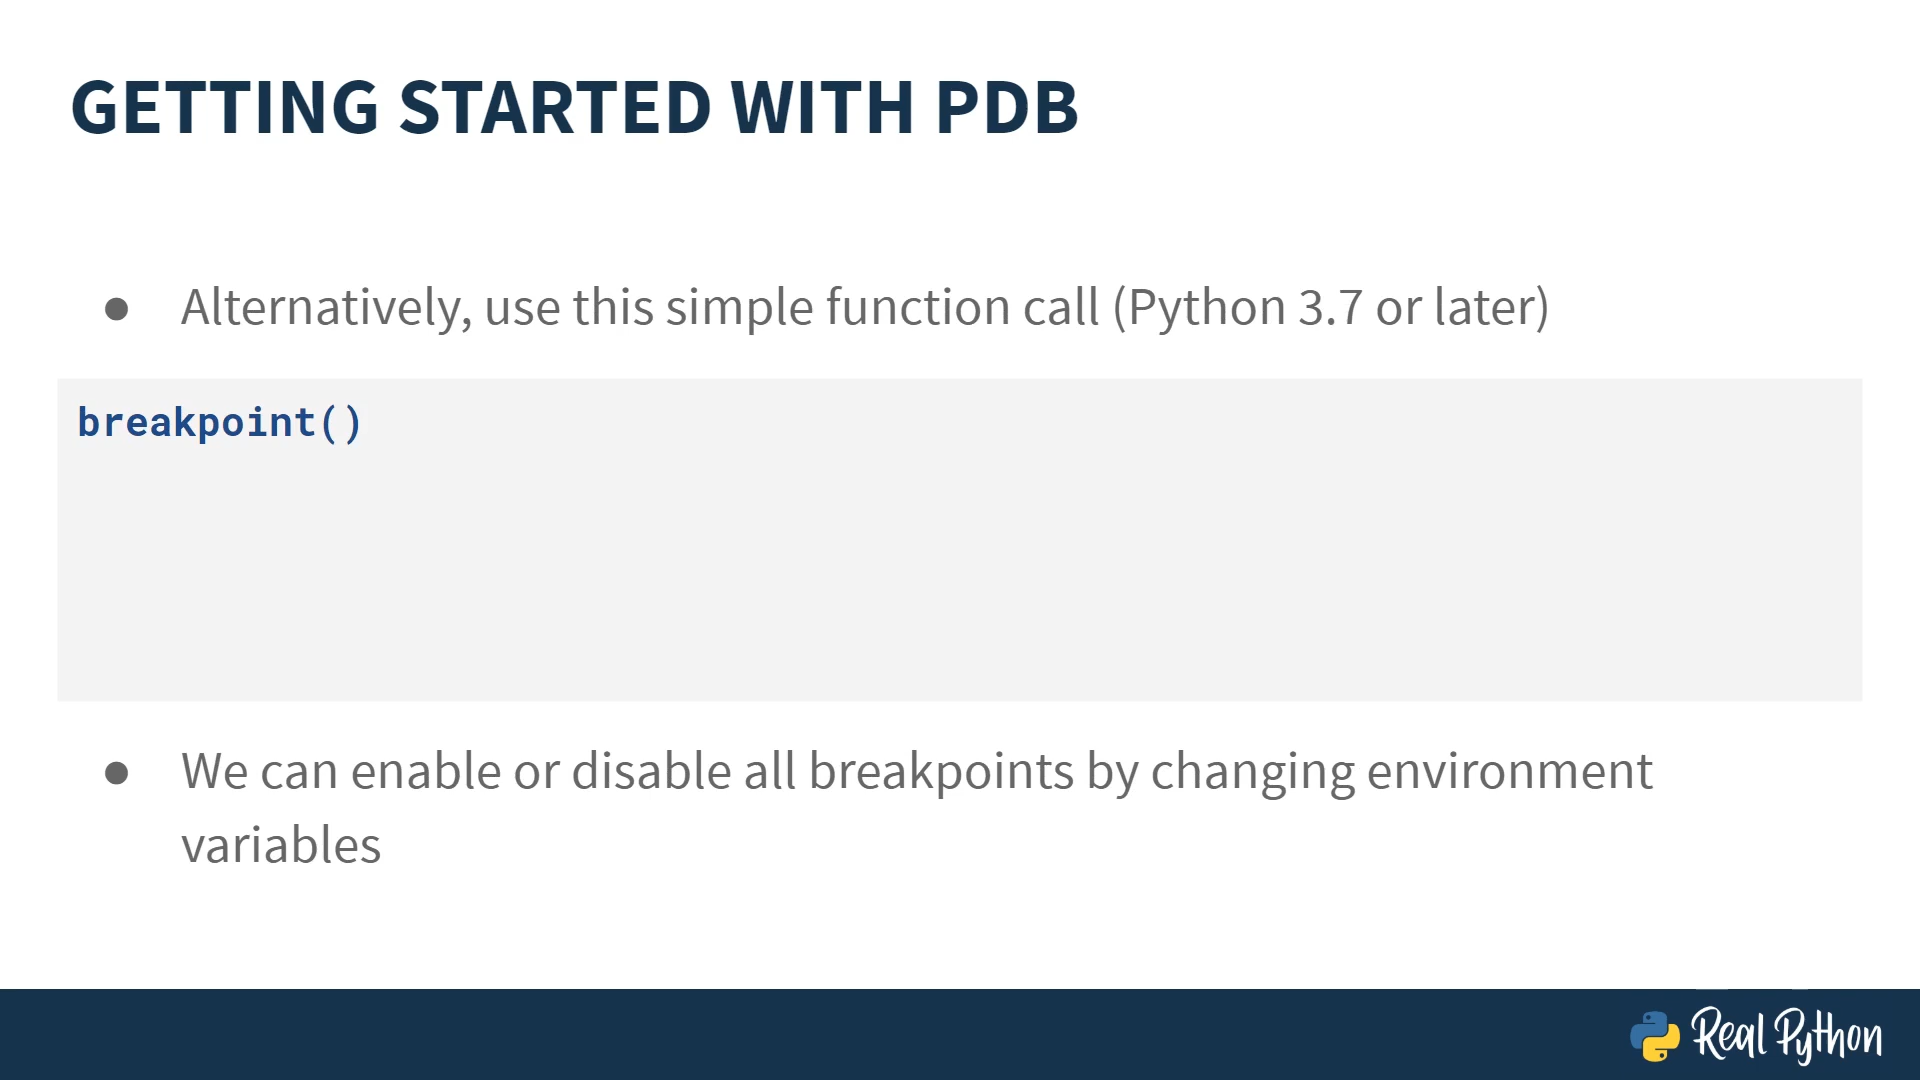 GETTING STARTED WITH PDB
● Alternatively, use this simple function call (Python 3.7 or later)
breakpoint()
● We can enable or disable all breakpoints by changing environment
variables
Real Python